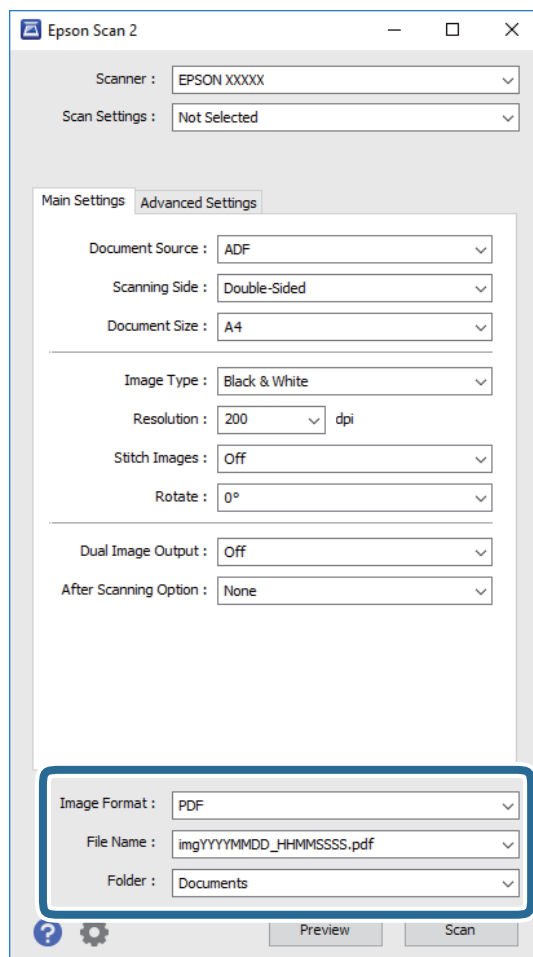 Epson Scan 2
Scanner : EPSON XXXXX
Scan Settings : Not Selected
Main Settings Advanced Settings
Document Source : ADF
Scanning Side : Double-Sided
Document Size : A4
Image Type : Black & White
Resolution : 200 dpi
Stitch Images : Off
Rotate : 0°
Dual Image Output : Off
After Scanning Option : None
Image Format : PDF
File Name : imgYYYYMMDD_HHMMSSSS.pdf
Folder : Documents
? Preview Scan